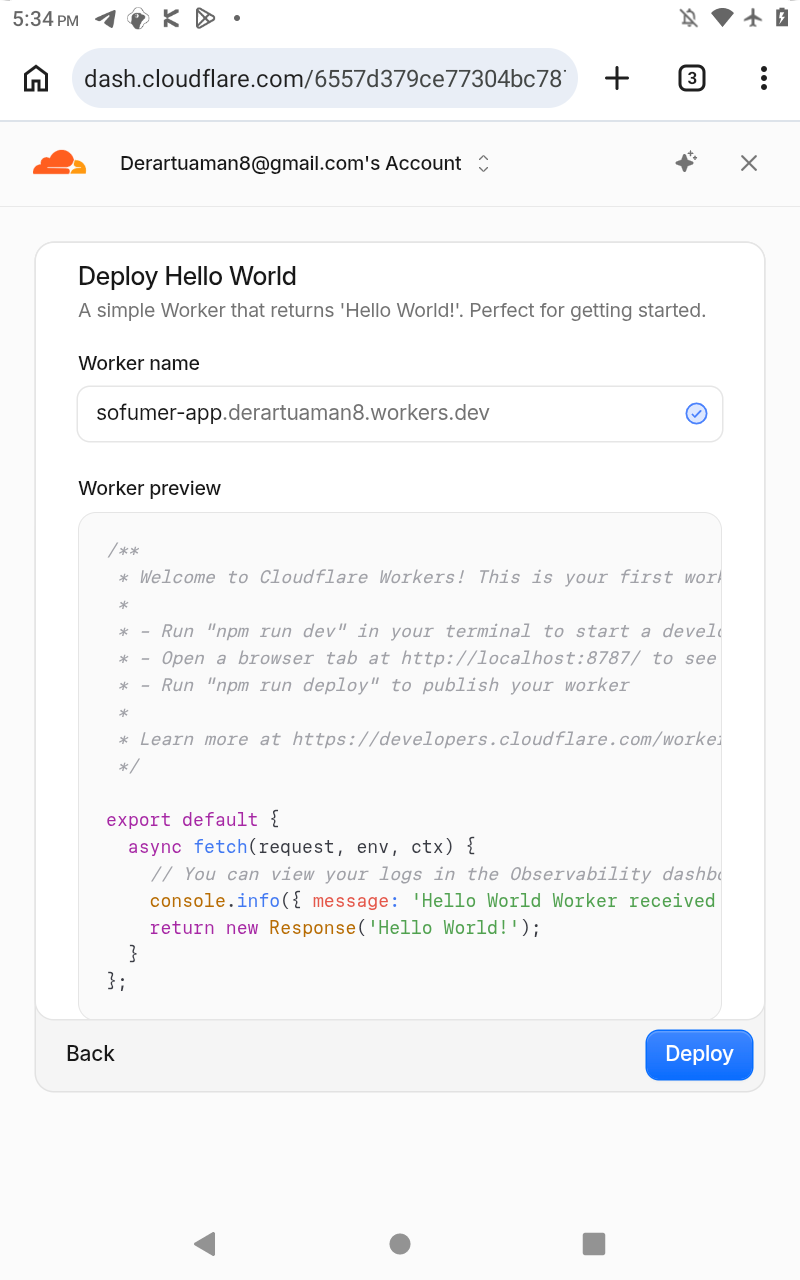 5:34 PM
dash.cloudflare.com/6557d379ce77304bc78
3
Derartuaman8@gmail.com's Account
Deploy Hello World
A simple Worker that returns 'Hello World!'. Perfect for getting started.
Worker name
sofumer-app.derartuaman8.workers.dev
Worker preview
/**
 * Welcome to Cloudflare Workers! This is your first work
 *
 * - Run "npm run dev" in your terminal to start a develo
 * - Open a browser tab at http://localhost:8787/ to see
 * - Run "npm run deploy" to publish your worker
 *
 * Learn more at https://developers.cloudflare.com/worker
 */
export default {
  async fetch(request, env, ctx) {
    // You can view your logs in the Observability dashbo
    console.info({ message: 'Hello World Worker received
    return new Response('Hello World!');
  }
};
Back
Deploy